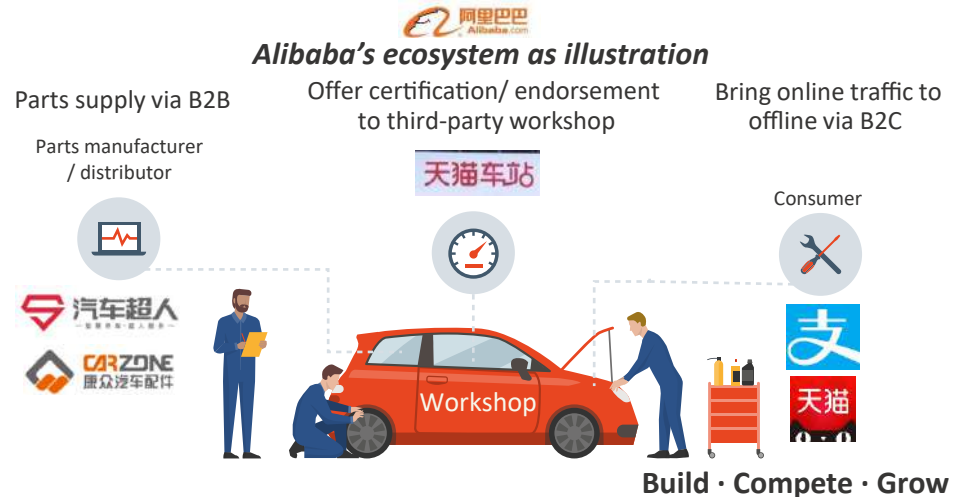 阿里巴巴
Alibaba.com
Alibaba's ecosystem as illustration
Parts supply via B2B
Offer certification/ endorsement
to third-party workshop
Bring online traffic to
offline via B2C
Parts manufacturer
/ distributor
天猫车站
Consumer
汽车超人
CARZONE
康众汽车配件
支
天猫
Workshop
Build · Compete · Grow